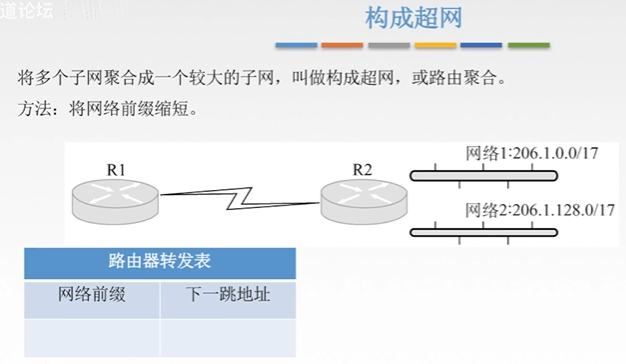 道论坛
构成超网
将多个子网聚合成一个较大的子网，叫做构成超网，或路由聚合。
方法：将网络前缀缩短。
网络1:206.1.0.0/17
R1
R2
网络2:206.1.128.0/17
路由器转发表
网络前缀
下一跳地址